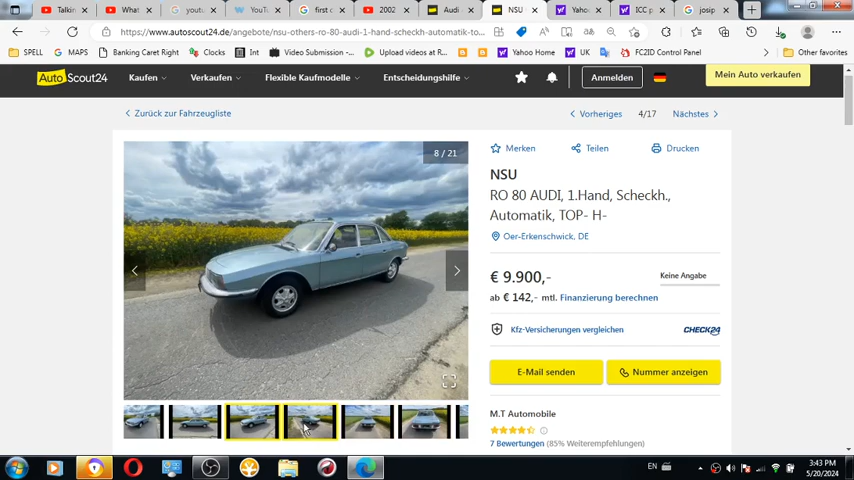 Talkin
What
youtu
YouT
first c
2002
Audi
NSU
Yaho
ICC p
josip
https://www.autoscout24.de/angebote/nsu-others-ro-80-audi-1-hand-scheckh-automatik-to...
SPELL
MAPS
Banking Caret Right
Clocks
Int
Video Submission -...
Upload videos at R...
Yahoo Home
UK
FC2ID Control Panel
Other favorites
AutoScout24
Kaufen
Verkaufen
Flexible Kaufmodelle
Entscheidungshilfe
Anmelden
Mein Auto verkaufen
Zurück zur Fahrzeugliste
Vorheriges
4/17
Nächstes
8 / 21
Merken
Teilen
Drucken
NSU
RO 80 AUDI, 1.Hand, Scheckh.,
Automatik, TOP- H-
Oer-Erkenschwick, DE
€ 9.900,-
Keine Angabe
ab € 142,- mtl. Finanzierung berechnen
Kfz-Versicherungen vergleichen
CHECK24
E-Mail senden
Nummer anzeigen
M.T Automobile
7 Bewertungen (85% Weiterempfehlungen)
EN
3:43 PM
5/20/2024